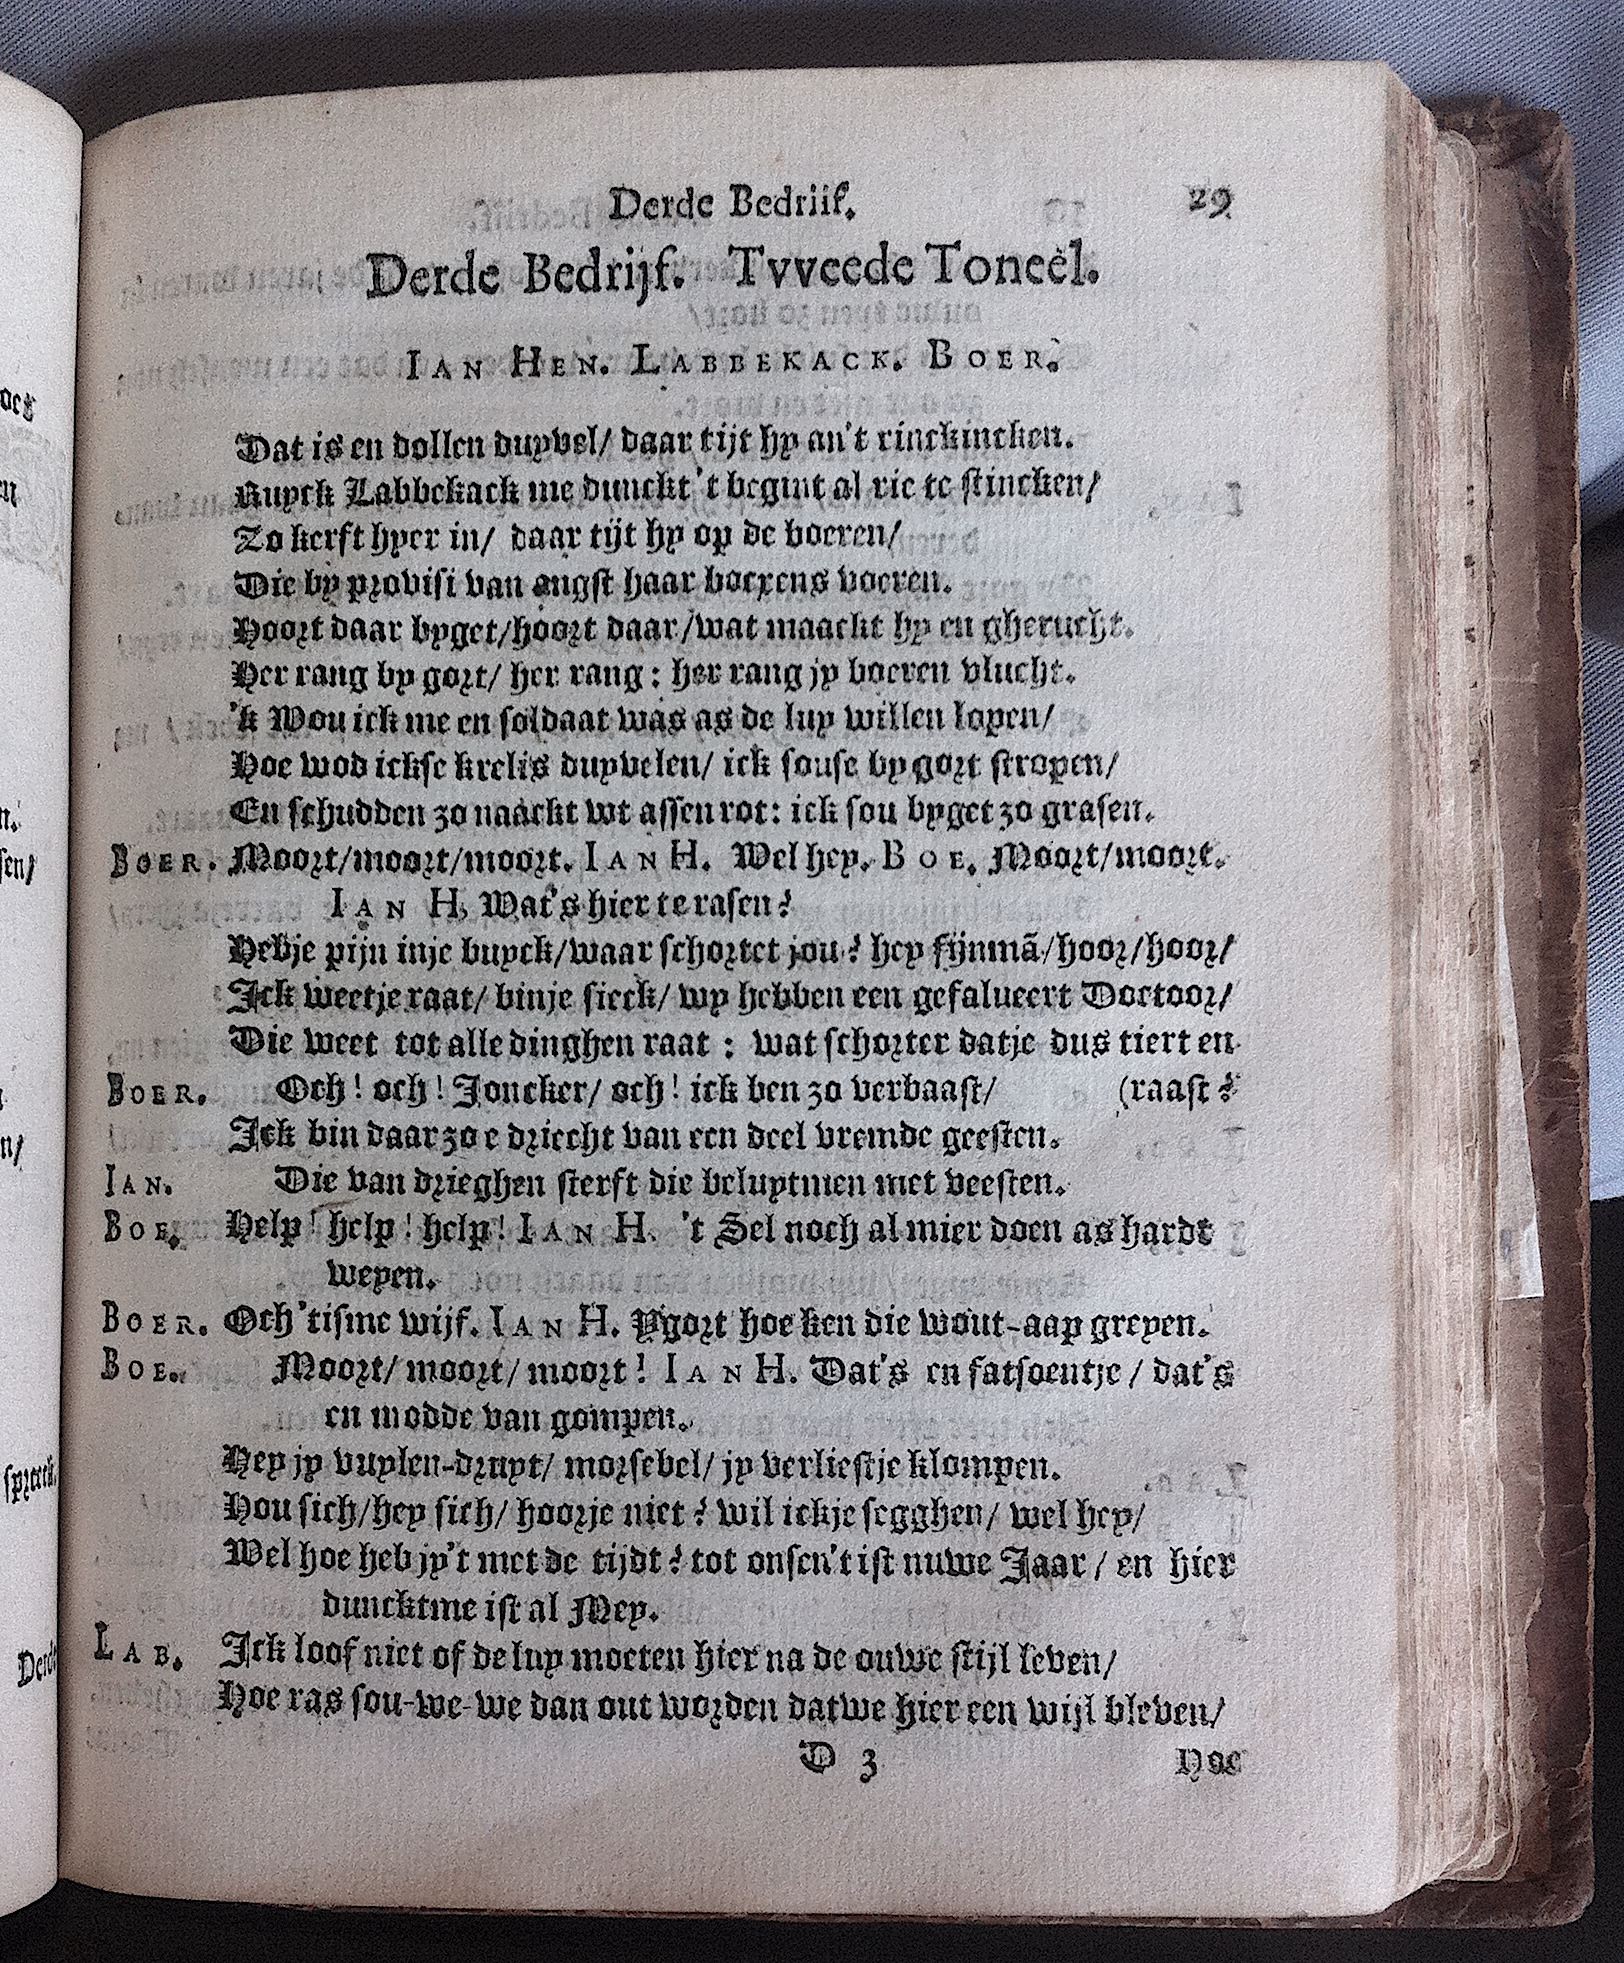 Derde Bedriif. 29
Derde Bedrijf. Tvveede Toneèl.
IAN HEN. LABBEKACK. BOER.
Dat is en dollen duyvel/ daar tijt hy an't rinckincken.
Ruyck Labbekack me dunckt 't begint al rie te stincken/
Zo kerft hyer in/ daar tijt hy op de boeren/
Die by provisi van angst haar boexens voeren.
Hoort daar byget/hoort daar/wat maackt hy en gherucht.
Her rang by gort/ her rang: her rang jy boeren vlucht.
'k Wou ick me en soldaat was as de luy willen lopen/
Hoe wod ickse krelis duyvelen/ ick souse by gort stropen/
En schudden zo naackt wt assen rot: ick sou byget zo grasen.
BOER. Moort/moort/moort. IAN H. Wel hey. BOE. Moort/moort.
IAN H. Wat's hier te rasen?
Hebje pijn inje buyck/waar schortet jou? hey fijnmã/hoor/hoor/
Ick weetje raat/ binje sieck/ wy hebben een gefalueert Doctoor/
Die weet tot alle dinghen raat: wat schorter datje dus tiert en
BOER. Och! och! Joncker/ och! ick ben zo verbaast/ (raast?
Ick bin daar zo e driecht van een deel vremde geesten.
IAN. Die van drieghen sterft die beluytmen met veesten.
BOE. Help! help! help! IAN H. 't Sel noch al mier doen as hardt
wepen.
BOER. Och 'tisme wijf. IAN H. Ygort hoe ken die wout-aap grepen.
BOE. Moort/ moort/ moort! IAN H. Dat's en fatsoentje / dat's
en modde van gompen.
Hey jy vuylen-druyt/ morsebel/ jy verliestje klompen.
Hou sich/hey sich/ hoorje niet? wil ickje segghen/ wel hey/
Wel hoe heb jy't met de tijdt? tot onsen't ist nuwe Jaar / en hier
duncktme ist al Mey.
LAB. Ick loof niet of de luy moeten hier na de ouwe stijl leven/
Hoe ras sou-we-we dan out worden datwe hier een wijl bleven/
D 3 Noc
sprceck.
Derde